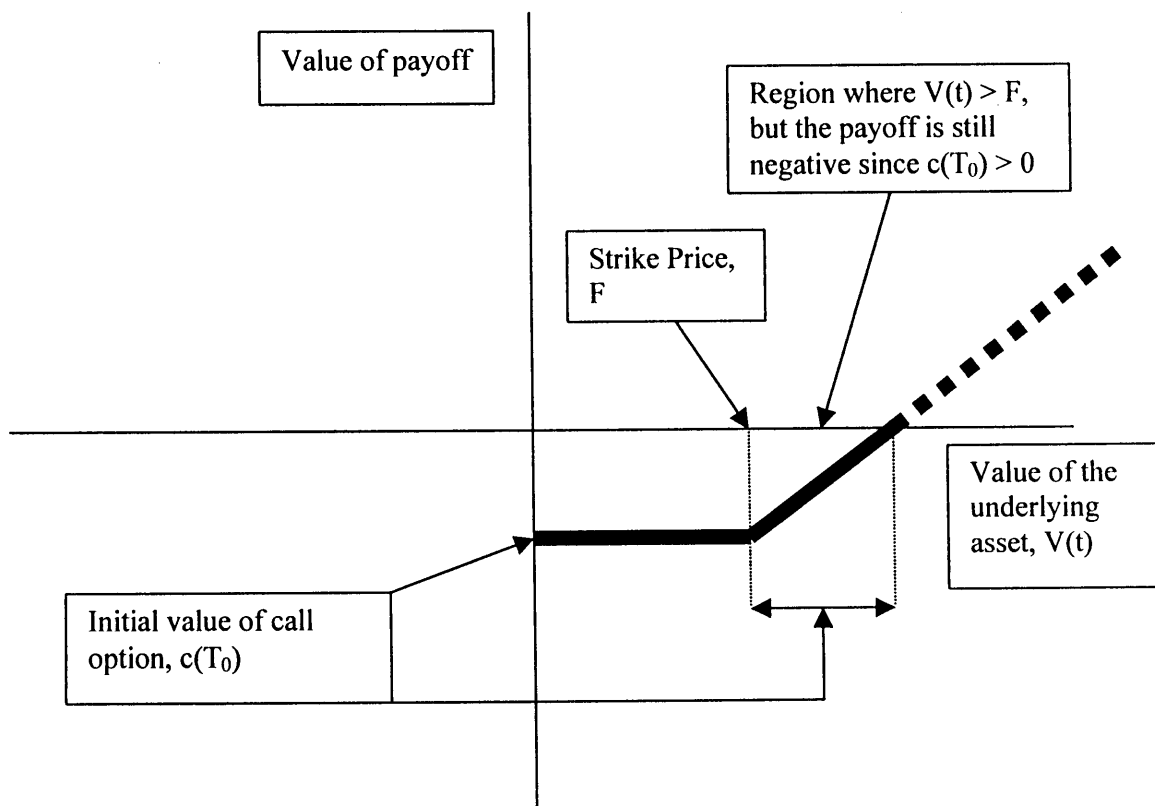 Value of payoff
Region where V(t) > F,
but the payoff is still
negative since c(T₀) > 0
Strike Price,
F
Value of the
underlying
asset, V(t)
Initial value of call
option, c(T₀)